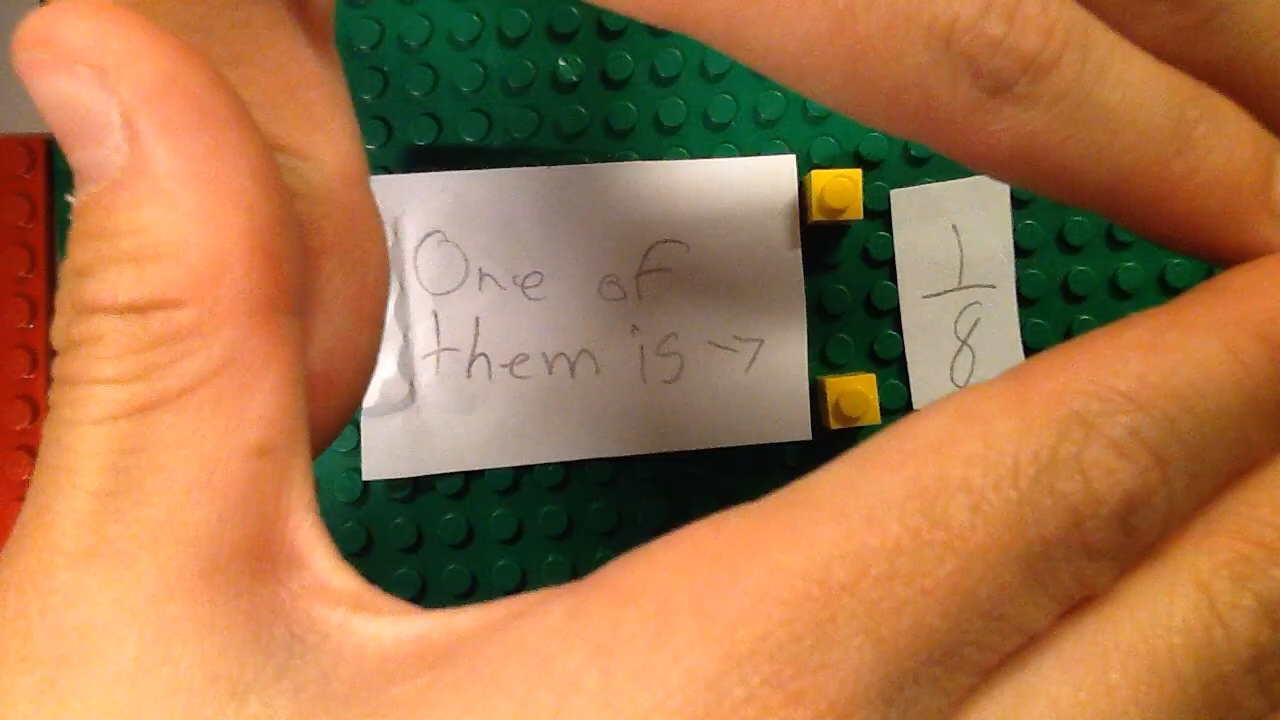 One of
them is →
1/8